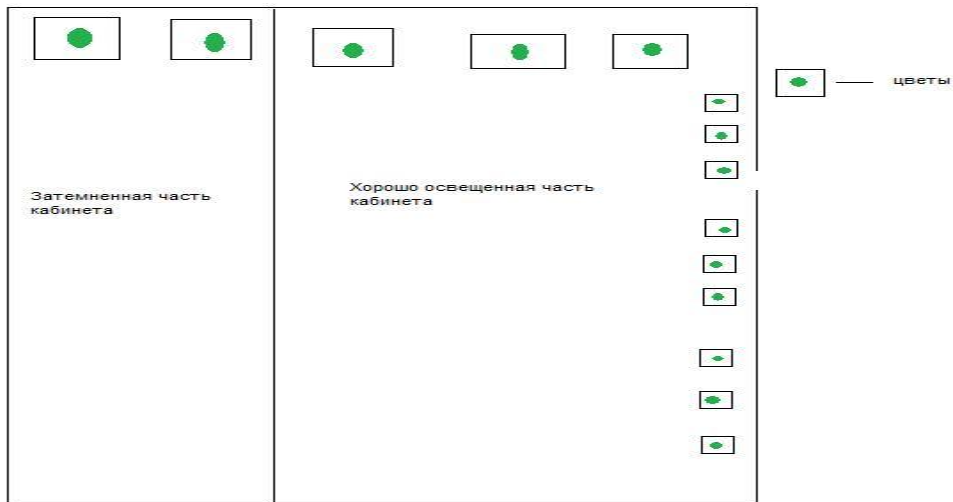 цветы
Затемненная часть
кабинета
Хорошо освещенная часть
кабинета